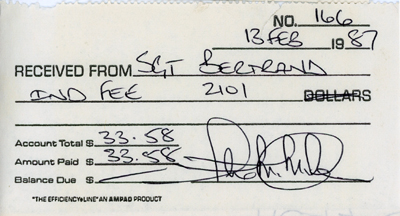 NO. 166
13 FEB 1987
RECEIVED FROM SGT BERTRAND
IND FEE 2101 DOLLARS
Account Total $ 33.58
Amount Paid $ 33.58
Balance Due $
"THE EFFICIENCY●LINE" AN AMPAD PRODUCT